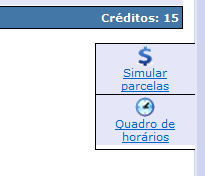 Créditos: 15
Simular
parcelas
Quadro de
horários